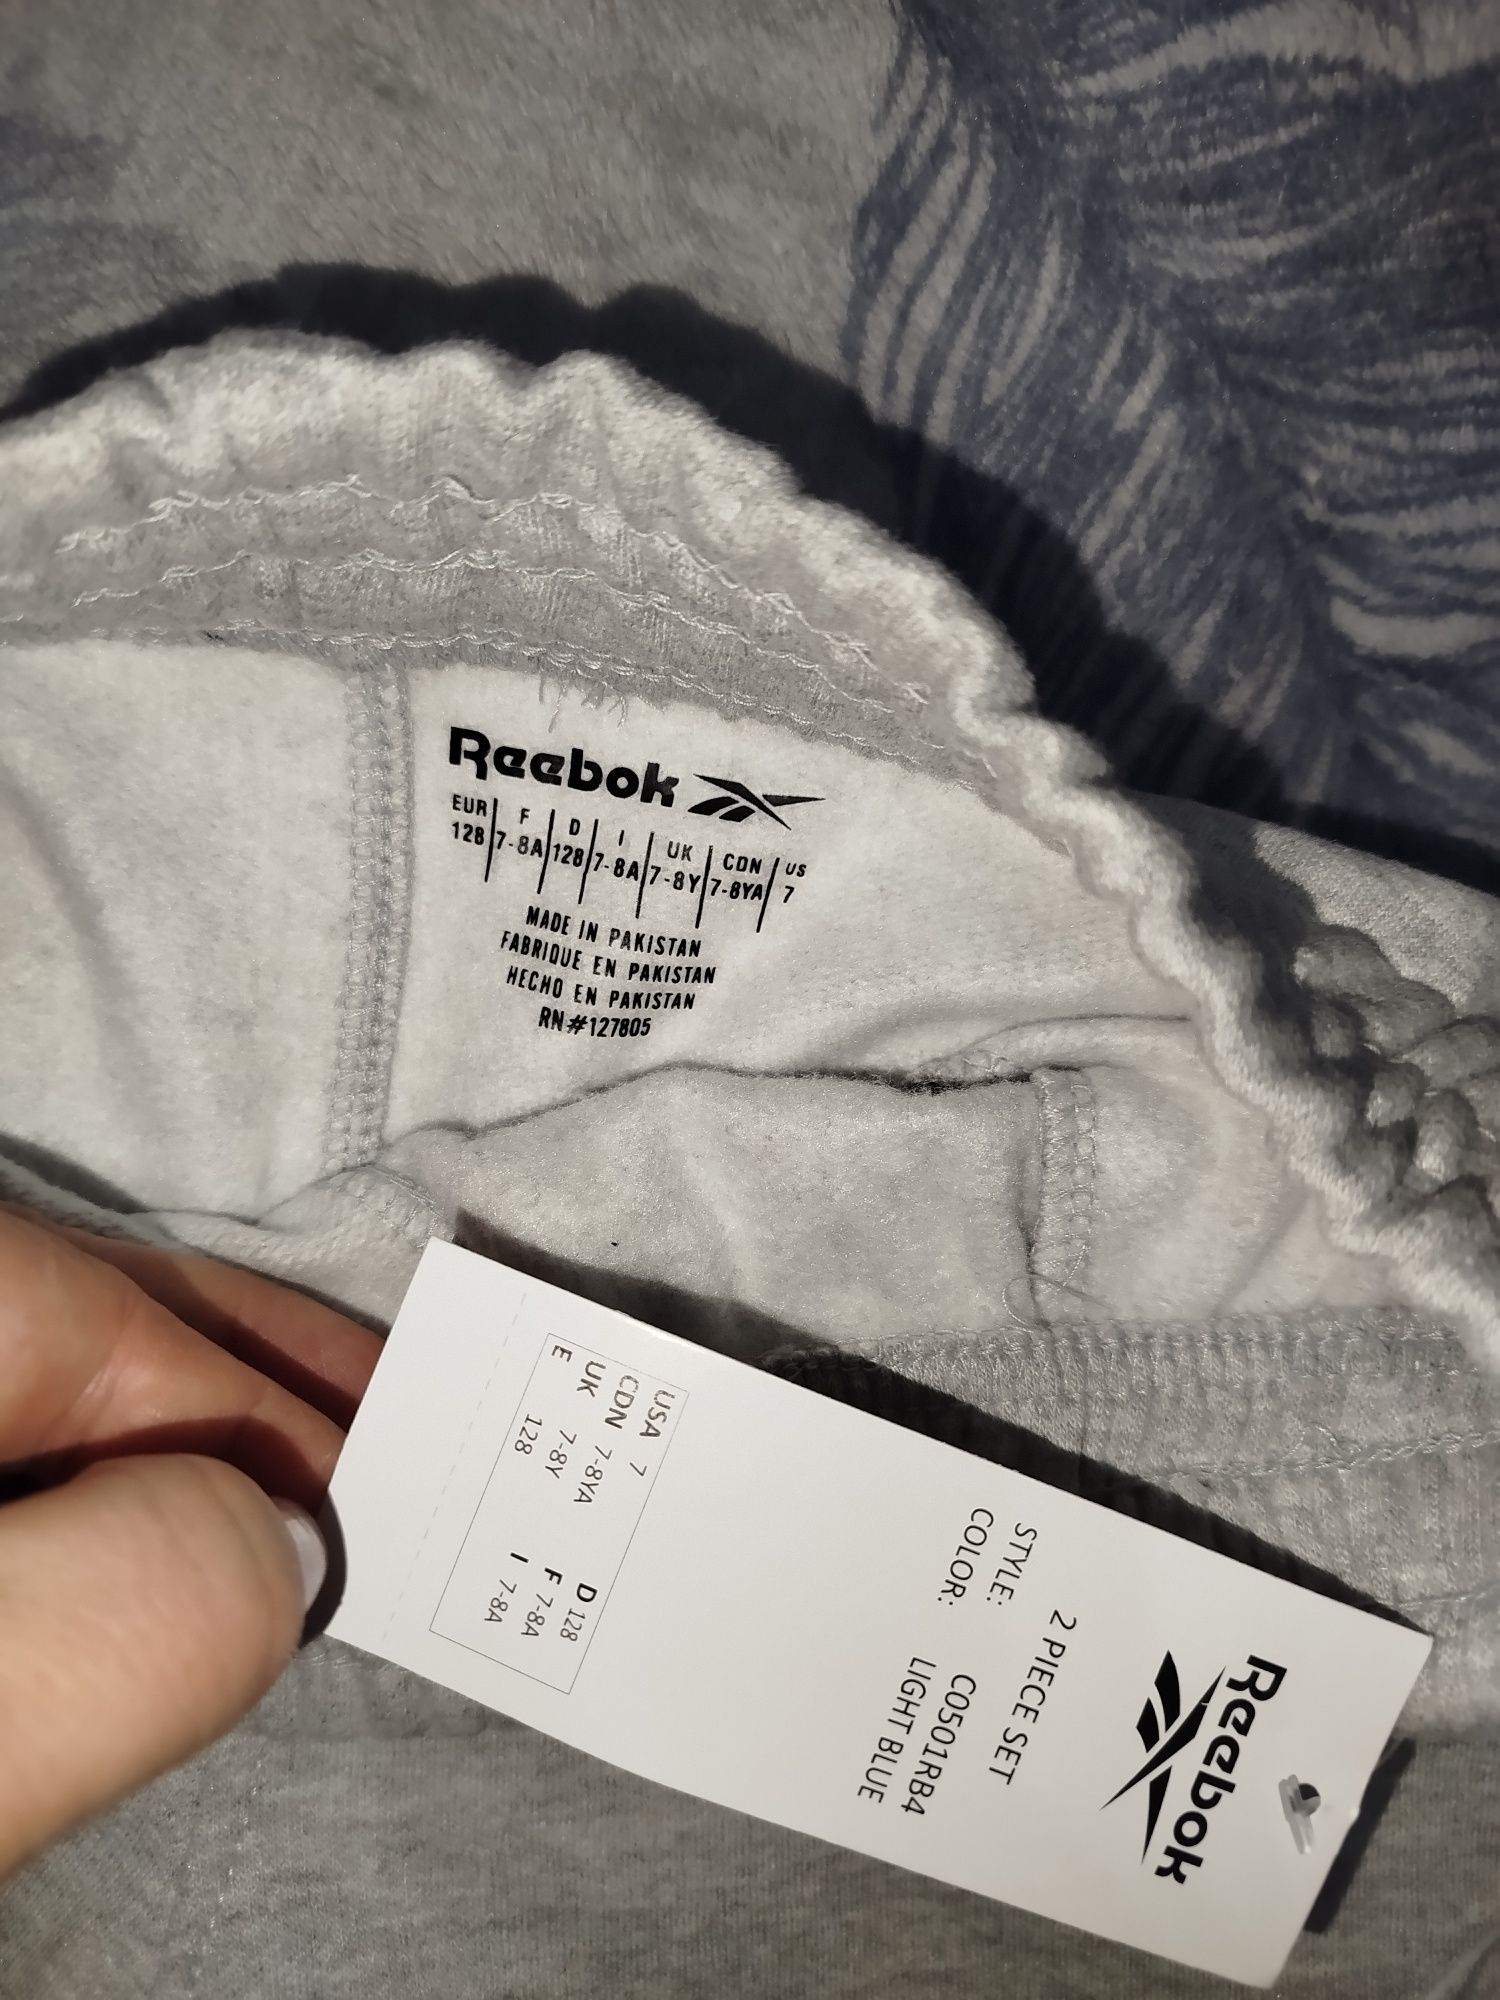 Reebok
EUR F D I UK CDN US
128 7-8A 128 7-8A 7-8Y 7-8YA 7
MADE IN PAKISTAN
FABRIQUE EN PAKISTAN
HECHO EN PAKISTAN
RN#127805
Reebok
2 PIECE SET
STYLE: C0501RB4
COLOR: LIGHT BLUE
USA 7 D 128
CDN 7-8YA F 7-8A
UK 7-8Y I 7-8A
E 128